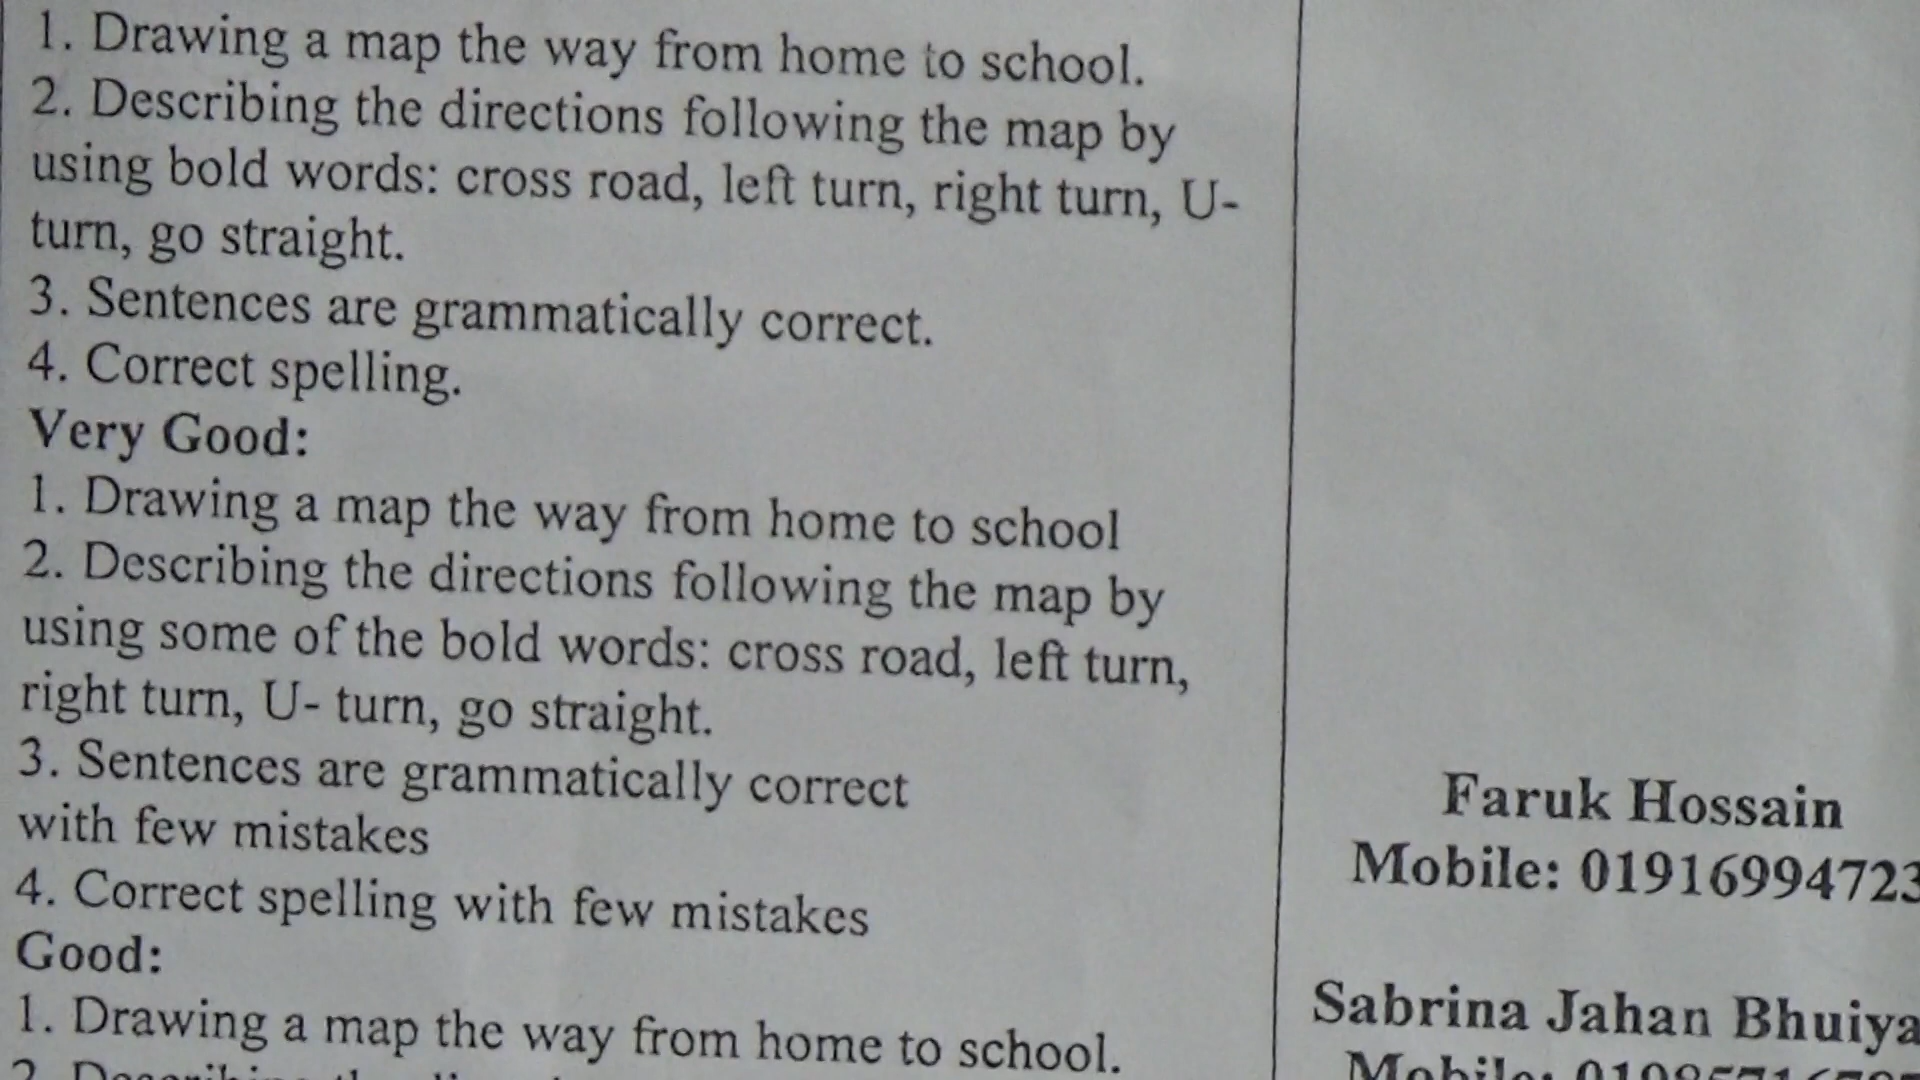 1. Drawing a map the way from home to school.
2. Describing the directions following the map by
using bold words: cross road, left turn, right turn, U-
turn, go straight.
3. Sentences are grammatically correct.
4. Correct spelling.
Very Good:
1. Drawing a map the way from home to school
2. Describing the directions following the map by
using some of the bold words: cross road, left turn,
right turn, U- turn, go straight.
3. Sentences are grammatically correct
with few mistakes
4. Correct spelling with few mistakes
Good:
1. Drawing a map the way from home to school.
2. Describing the
Faruk Hossain
Mobile: 01916994723
Sabrina Jahan Bhuiya
Mobile: